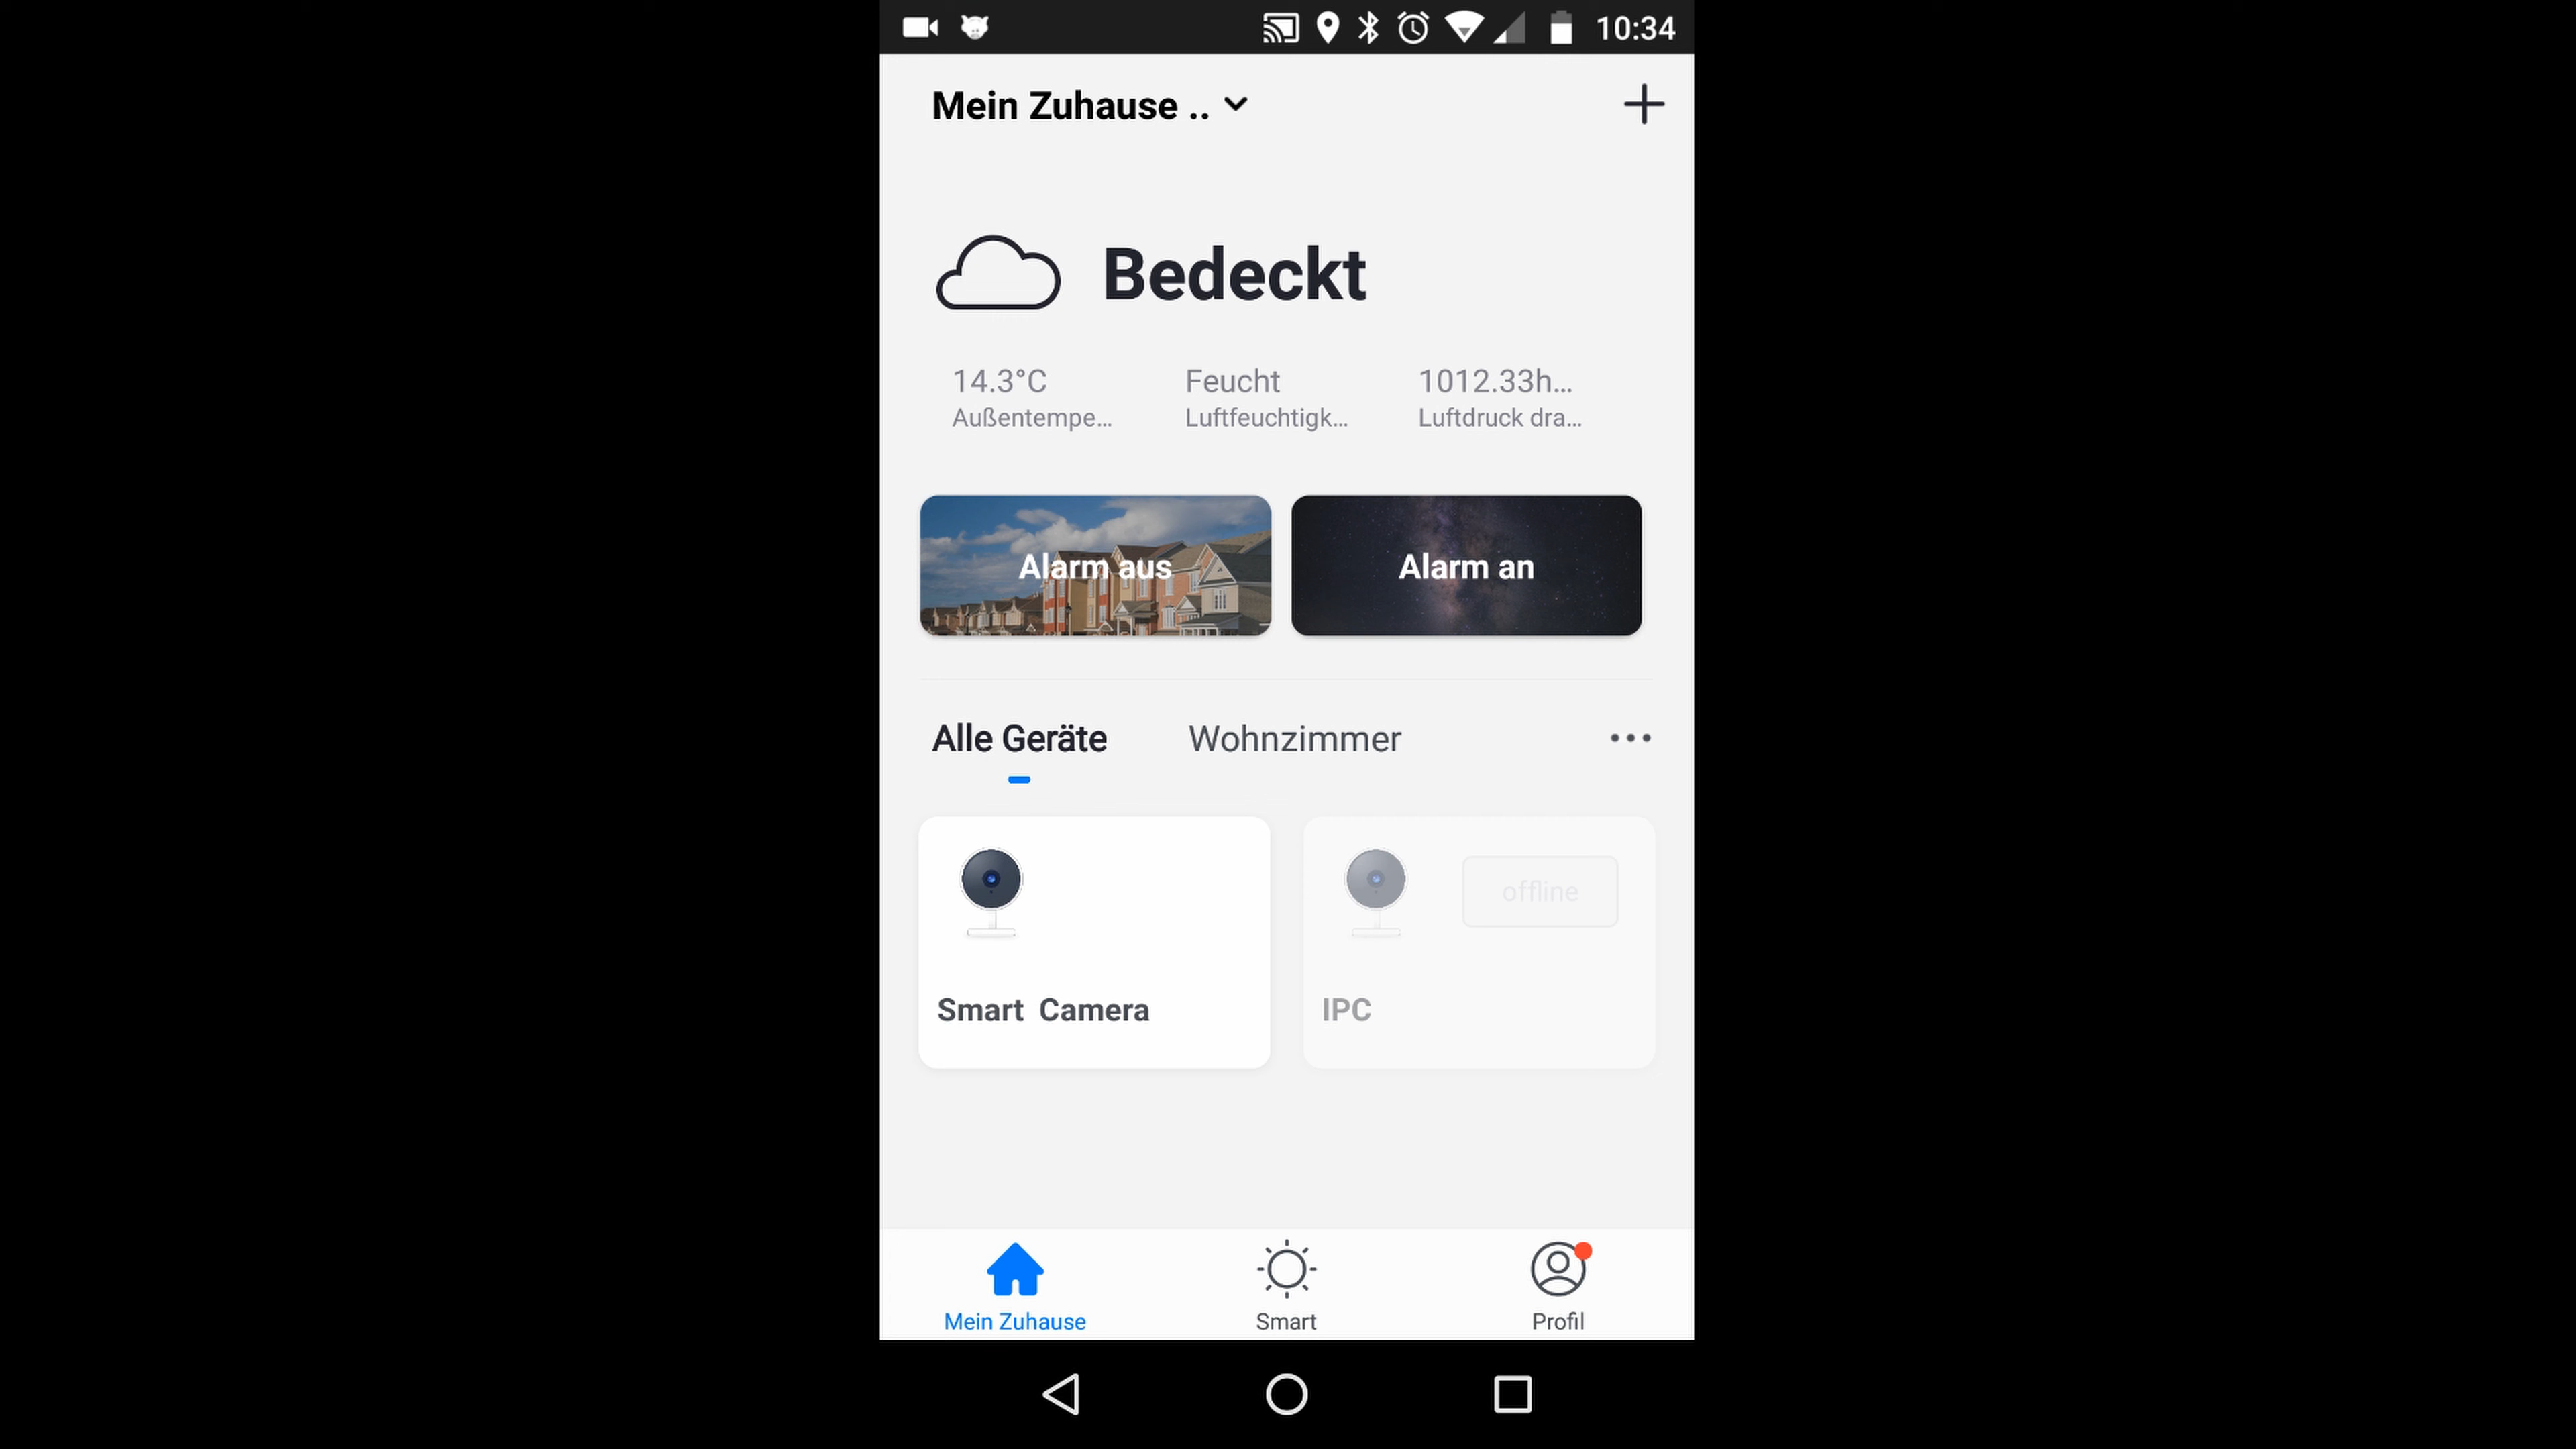 10:34
Mein Zuhause ..
Bedeckt
14.3°C Feucht 1012.33h...
Außentempe... Luftfeuchtigk... Luftdruck dra...
Alarm aus Alarm an
Alle Geräte Wohnzimmer
offline
Smart Camera IPC
Mein Zuhause Smart Profil